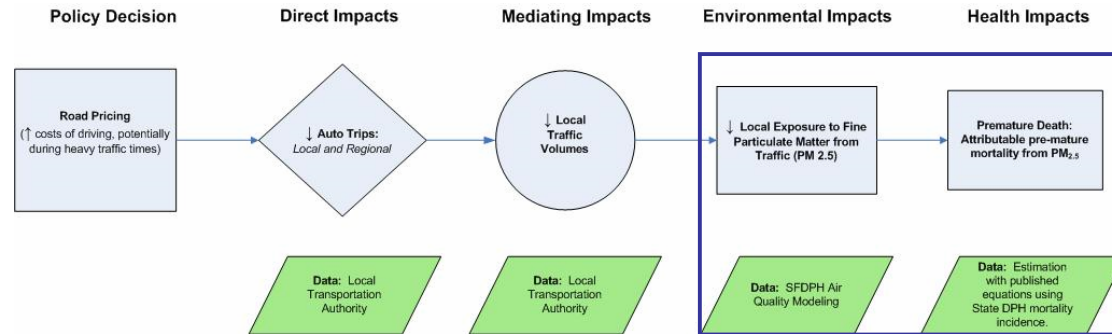 Policy Decision
Direct Impacts
Mediating Impacts
Environmental Impacts
Health Impacts
Road Pricing
(↑ costs of driving, potentially
during heavy traffic times)
↓ Auto Trips:
Local and Regional
↓ Local
Traffic
Volumes
↓ Local Exposure to Fine
Particulate Matter from
Traffic (PM 2.5)
Premature Death:
Attributable pre-mature
mortality from PM2.5
Data: Local
Transportation
Authority
Data: Local
Transportation
Authority
Data: SFDPH Air
Quality Modeling
Data: Estimation
with published
equations using
State DPH mortality
incidence.